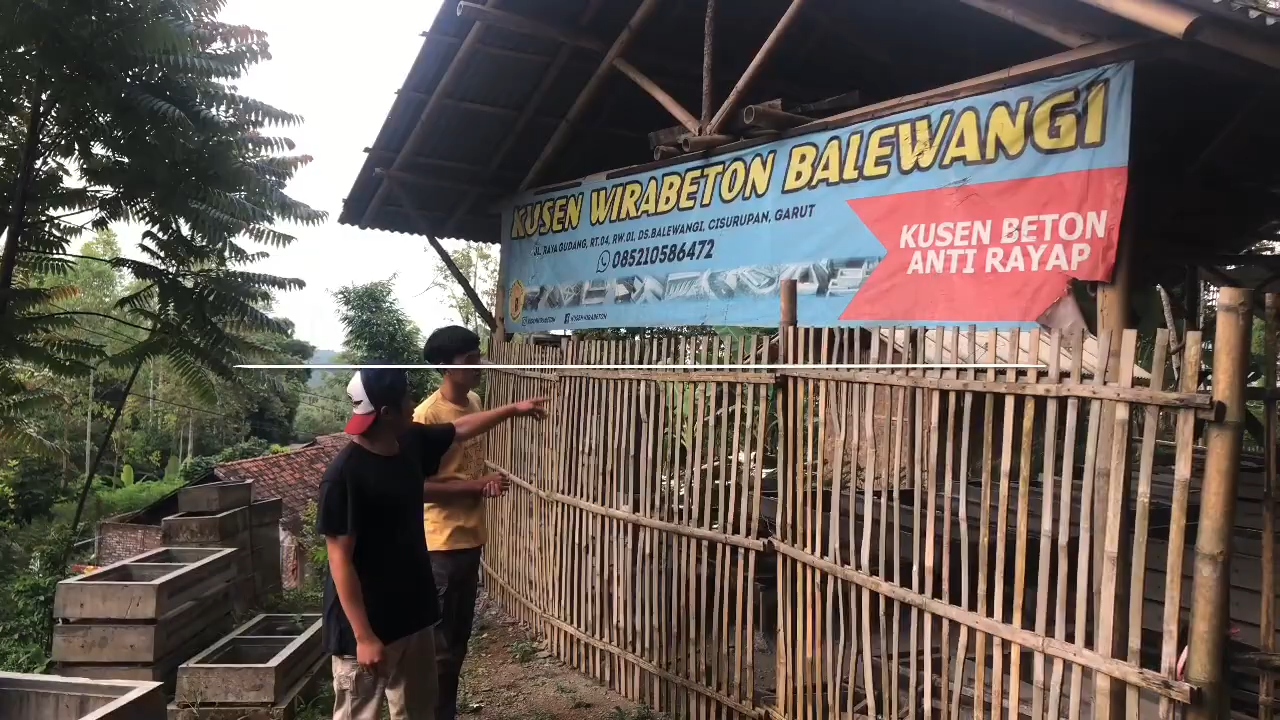 KUSEN WIRABETON BALEWANGI
JL. RAYA GUDANG, RT.04, RW.01, DS.BALEWANGI, CISURUPAN, GARUT
085210586472
KUSEN BETON
ANTI RAYAP